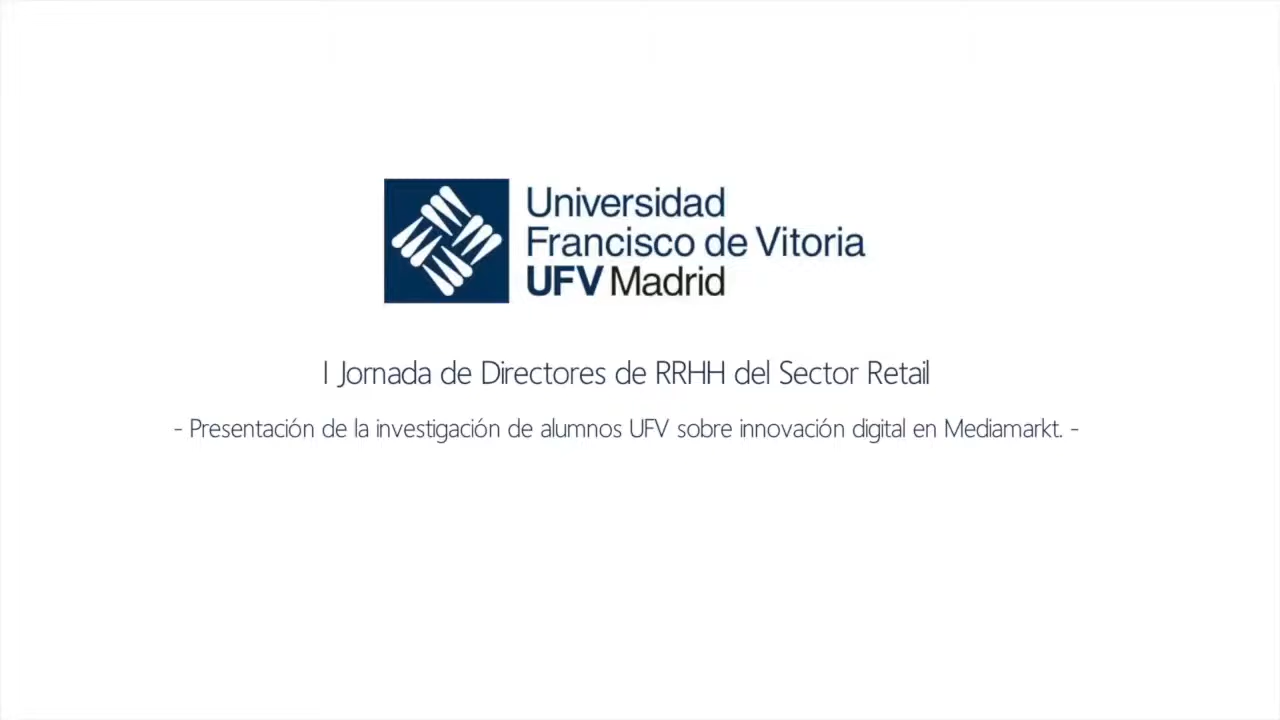 Universidad
Francisco de Vitoria
UFV Madrid
I Jornada de Directores de RRHH del Sector Retail
- Presentación de la investigación de alumnos UFV sobre innovación digital en Mediamarkt. -